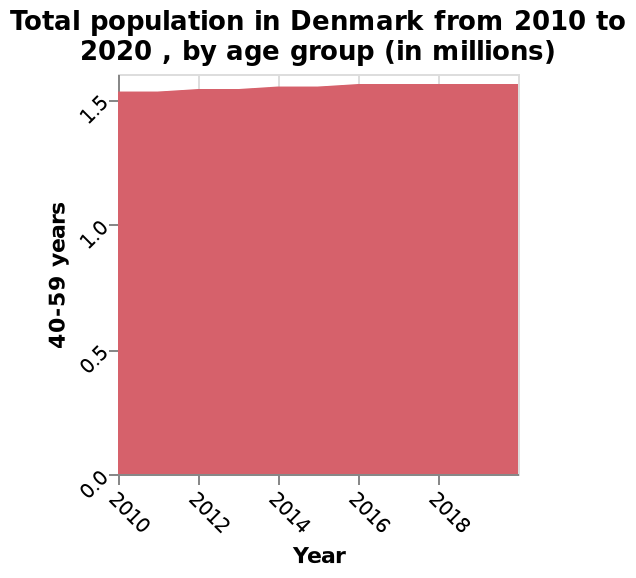 Total population in Denmark from 2010 to
2020 , by age group (in millions)
40-59 years
1.5
1.0
0.5
0.0
2010
2012
2014
2016
2018
Year